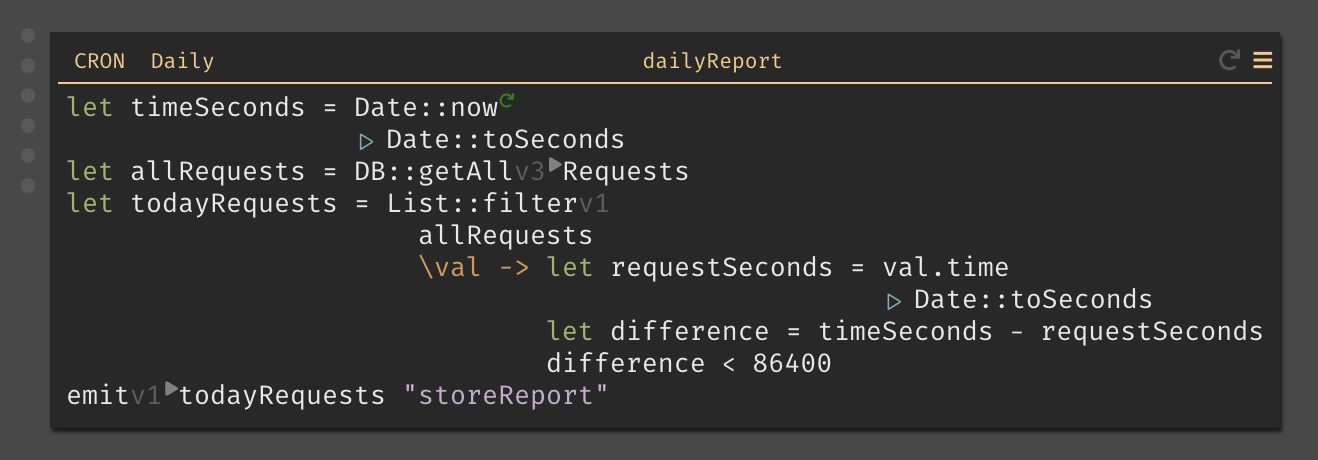 CRON Daily dailyReport
let timeSeconds = Date::now
Date::toSeconds
let allRequests = DB::getAllv3 Requests
let todayRequests = List::filterv1
allRequests
\val -> let requestSeconds = val.time
Date::toSeconds
let difference = timeSeconds - requestSeconds
difference < 86400
emitv1 todayRequests "storeReport"